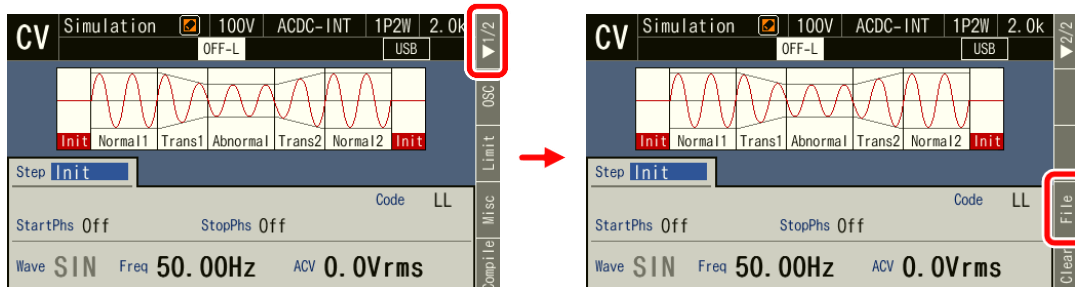 CV Simulation 100V ACDC-INT 1P2W 2.0k ▼1/2
OFF-L USB
OSC
Init Normal1 Trans1 Abnormal Trans2 Normal2 Init
Limit
Step Init
Code LL
Misc
StartPhs Off StopPhs Off
Wave SIN Freq 50.00Hz ACV 0.0Vrms
Compile
CV Simulation 100V ACDC-INT 1P2W 2.0k ▼2/2
OFF-L USB
Init Normal1 Trans1 Abnormal Trans2 Normal2 Init
Step Init
Code LL
File
StartPhs Off StopPhs Off
Wave SIN Freq 50.00Hz ACV 0.0Vrms
Clear